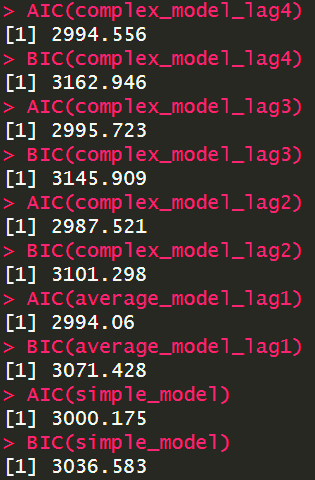 > AIC(complex_model_lag4)
[1] 2994.556
> BIC(complex_model_lag4)
[1] 3162.946
> AIC(complex_model_lag3)
[1] 2995.723
> BIC(complex_model_lag3)
[1] 3145.909
> AIC(complex_model_lag2)
[1] 2987.521
> BIC(complex_model_lag2)
[1] 3101.298
> AIC(average_model_lag1)
[1] 2994.06
> BIC(average_model_lag1)
[1] 3071.428
> AIC(simple_model)
[1] 3000.175
> BIC(simple_model)
[1] 3036.583